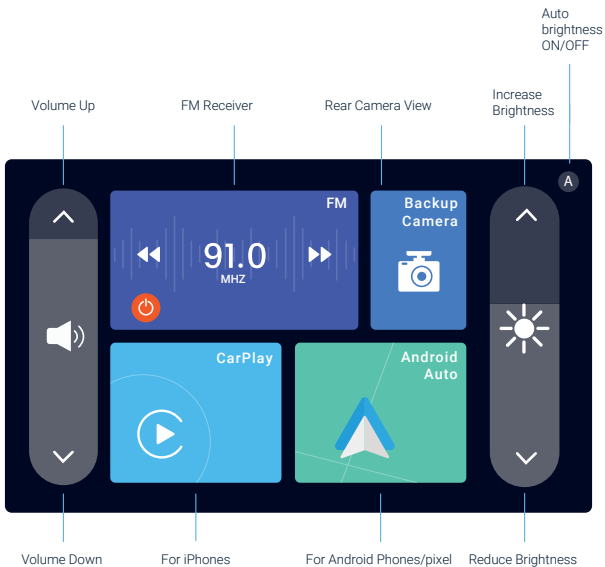 Auto
brightness
ON/OFF
Volume Up
FM Receiver
Rear Camera View
Increase
Brightness
A
FM
Backup
Camera
91.0
MHZ
CarPlay
Android
Auto
Volume Down
For iPhones
For Android Phones/pixel
Reduce Brightness